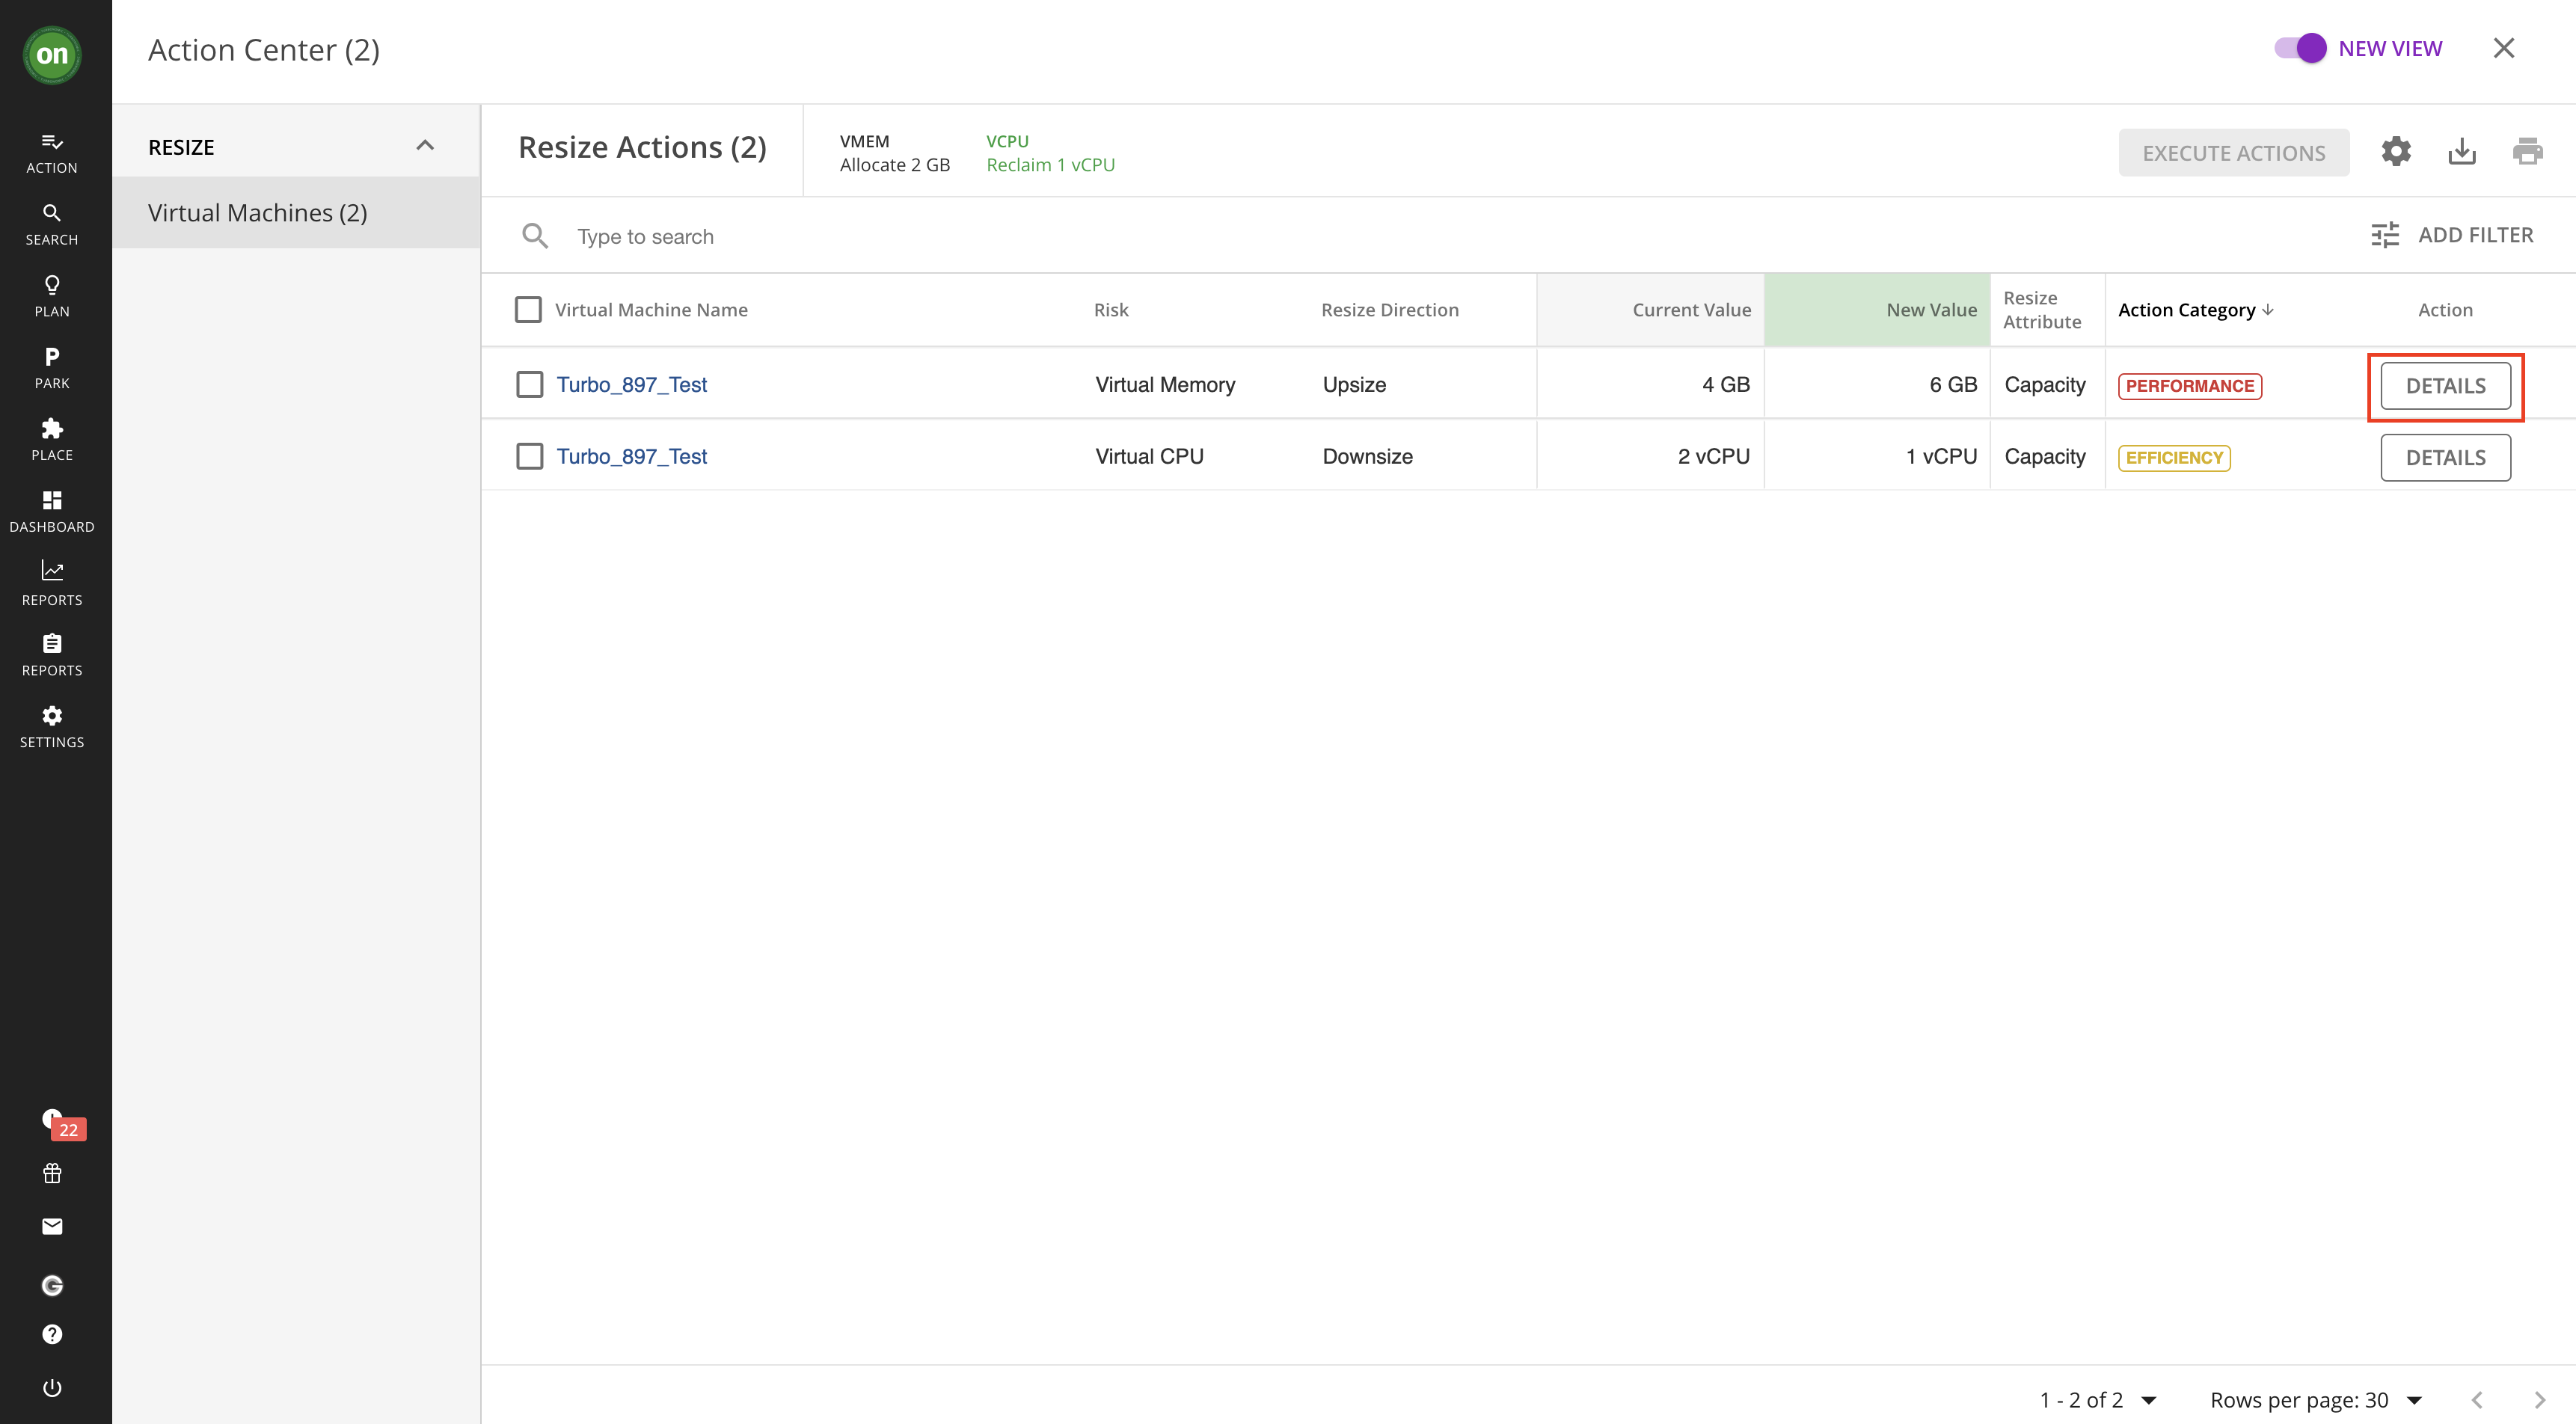 on
Action Center (2)
NEW VIEW
ACTION
SEARCH
PLAN
P
PARK
PLACE
DASHBOARD
REPORTS
REPORTS
SETTINGS
22
RESIZE
Virtual Machines (2)
Resize Actions (2)
VMEM
Allocate 2 GB
VCPU
Reclaim 1 vCPU
EXECUTE ACTIONS
Type to search
ADD FILTER
Virtual Machine Name Risk Resize Direction Current Value New Value Resize Attribute Action Category Action
Turbo_897_Test Virtual Memory Upsize 4 GB 6 GB Capacity PERFORMANCE DETAILS
Turbo_897_Test Virtual CPU Downsize 2 vCPU 1 vCPU Capacity EFFICIENCY DETAILS
1 - 2 of 2 Rows per page: 30